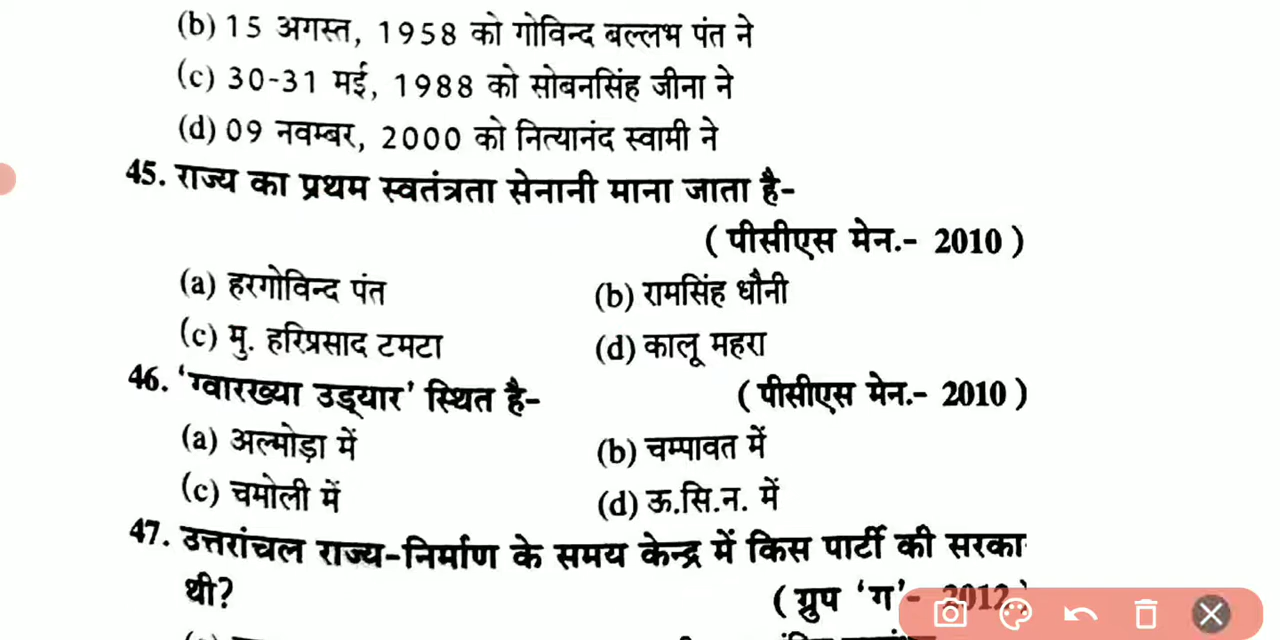 (b) 15 अगस्त, 1958 को गोविन्द बल्लभ पंत ने
(c) 30-31 मई, 1988 को सोबनसिंह जीना ने
(d) 09 नवम्बर, 2000 को नित्यानंद स्वामी ने
45. राज्य का प्रथम स्वतंत्रता सेनानी माना जाता है-
( पीसीएस मेन.- 2010 )
(a) हरगोविन्द पंत (b) रामसिंह धौनी
(c) मु. हरिप्रसाद टमटा (d) कालू महरा
46. ‘ग्वारख्या उड्यार’ स्थित है- ( पीसीएस मेन.- 2010 )
(a) अल्मोड़ा में (b) चम्पावत में
(c) चमोली में (d) ऊ.सि.न. में
47. उत्तरांचल राज्य-निर्माण के समय केन्द्र में किस पार्टी की सरका
थी? ( ग्रुप ‘ग’- 2012